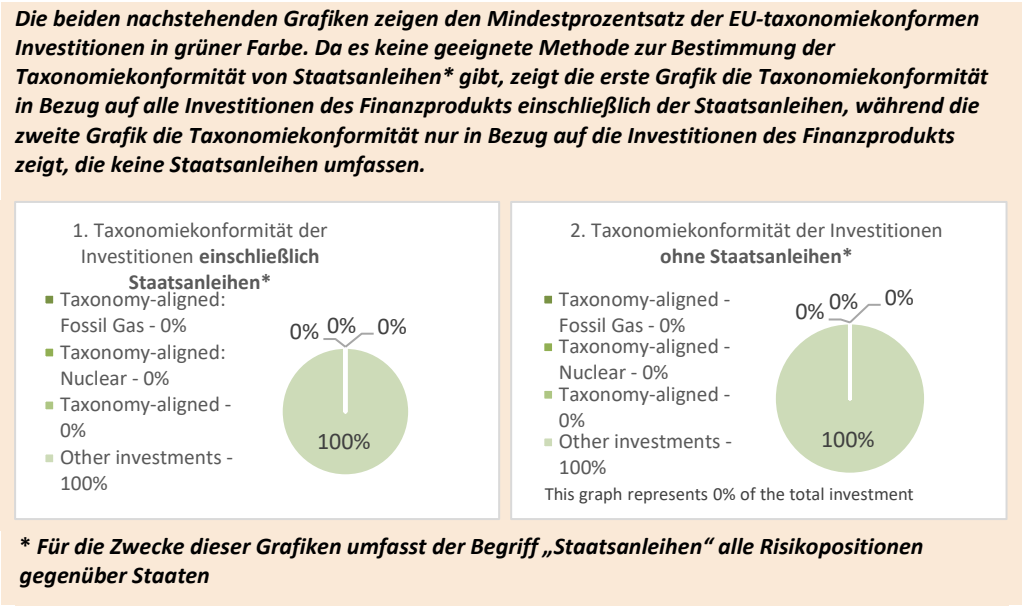 Die beiden nachstehenden Grafiken zeigen den Mindestprozentsatz der EU-taxonomiekonformen
Investitionen in grüner Farbe. Da es keine geeignete Methode zur Bestimmung der
Taxonomiekonformität von Staatsanleihen* gibt, zeigt die erste Grafik die Taxonomiekonformität
in Bezug auf alle Investitionen des Finanzprodukts einschließlich der Staatsanleihen, während die
zweite Grafik die Taxonomiekonformität nur in Bezug auf die Investitionen des Finanzprodukts
zeigt, die keine Staatsanleihen umfassen.
1. Taxonomiekonformität der
Investitionen einschließlich
Staatsanleihen*
Taxonomy-aligned:
Fossil Gas - 0%
Taxonomy-aligned:
Nuclear - 0%
Taxonomy-aligned -
0%
Other investments -
100%
0% 0% 0%
100%
2. Taxonomiekonformität der Investitionen
ohne Staatsanleihen*
Taxonomy-aligned -
Fossil Gas - 0%
Taxonomy-aligned -
Nuclear - 0%
Taxonomy-aligned -
0%
Other investments -
100%
0% 0% 0%
100%
This graph represents 0% of the total investment
* Für die Zwecke dieser Grafiken umfasst der Begriff „Staatsanleihen“ alle Risikopositionen
gegenüber Staaten